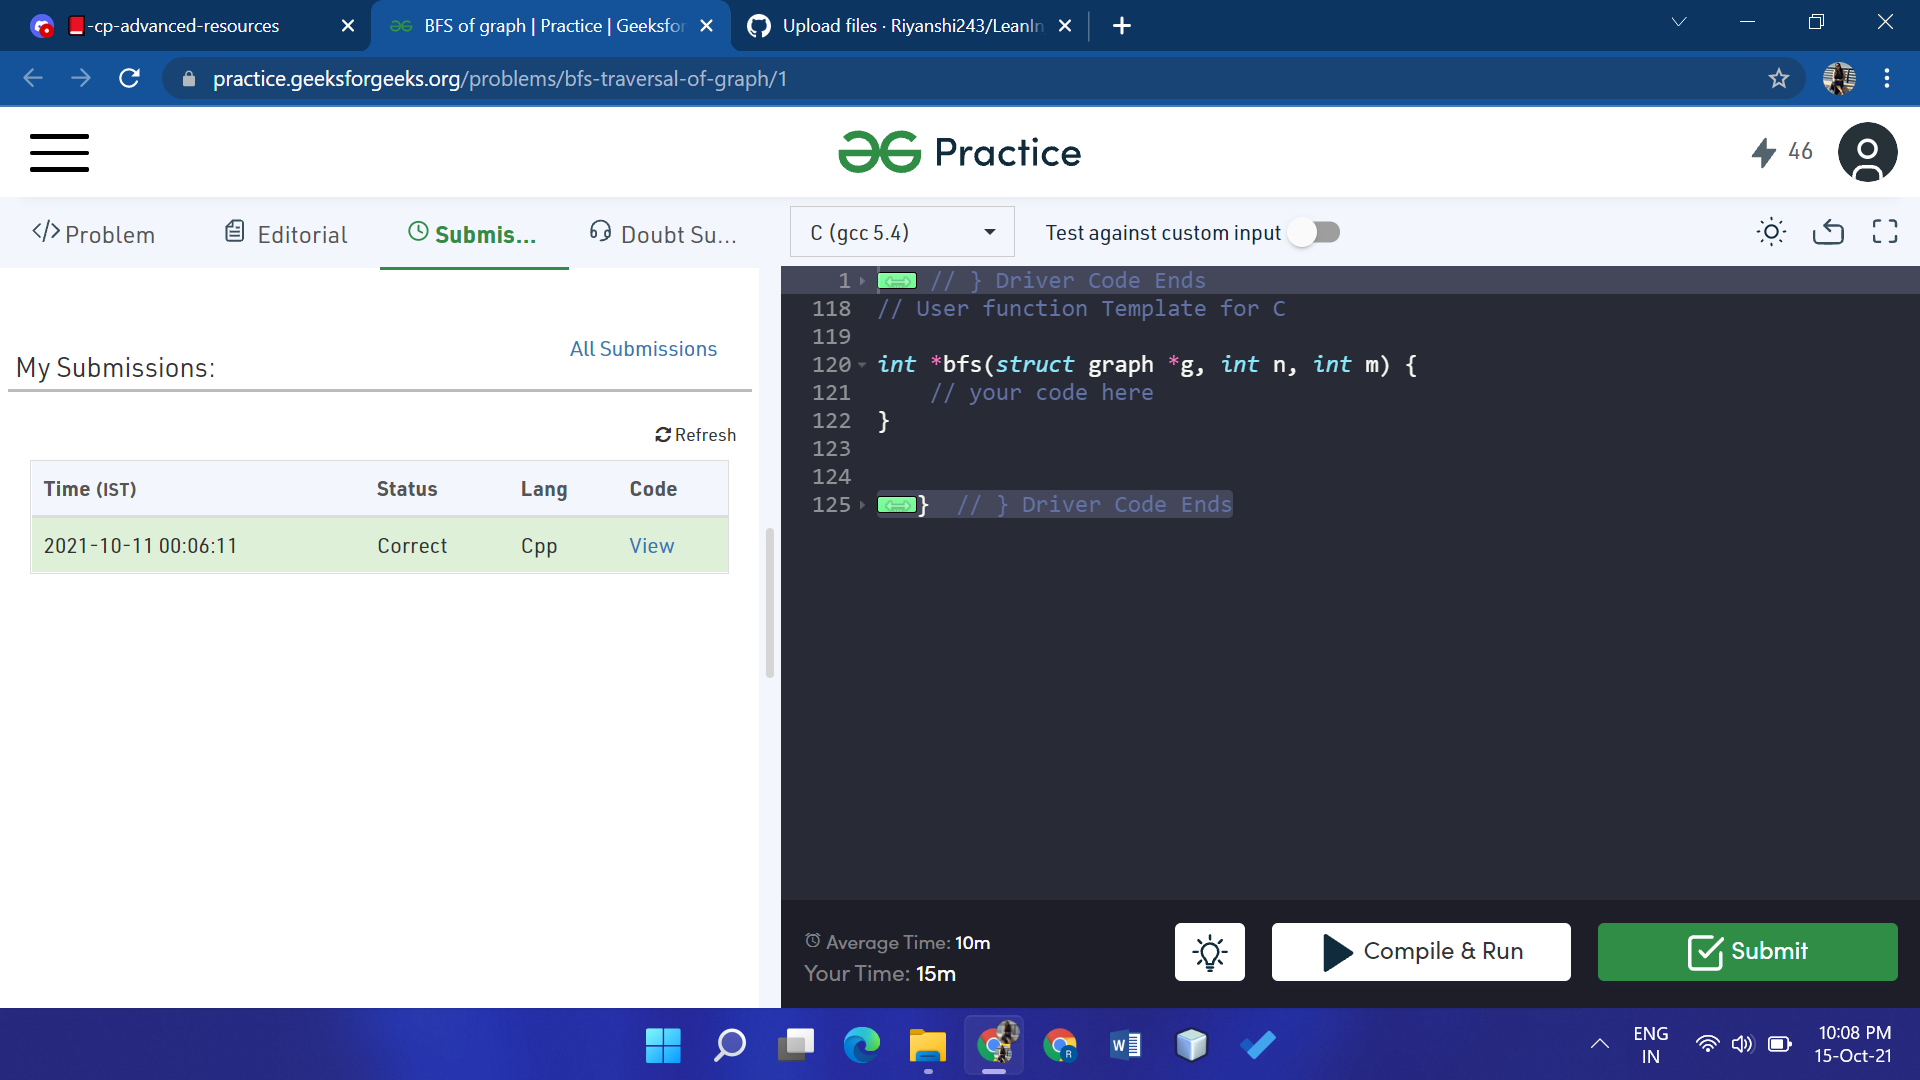 -cp-advanced-resources
BFS of graph | Practice | Geeksfor
Upload files · Riyanshi243/LeanIn
practice.geeksforgeeks.org/problems/bfs-traversal-of-graph/1
Practice
46
</> Problem
Editorial
Submis...
Doubt Su...
C (gcc 5.4)
Test against custom input
My Submissions:
All Submissions
Refresh
Time (IST) Status Lang Code
2021-10-11 00:06:11 Correct Cpp View
1 // } Driver Code Ends
118 // User function Template for C
119
120 int *bfs(struct graph *g, int n, int m) {
121 // your code here
122 }
123
124
125 } // } Driver Code Ends
Average Time: 10m
Your Time: 15m
Compile & Run
Submit
R
W
ENG
IN
10:08 PM
15-Oct-21